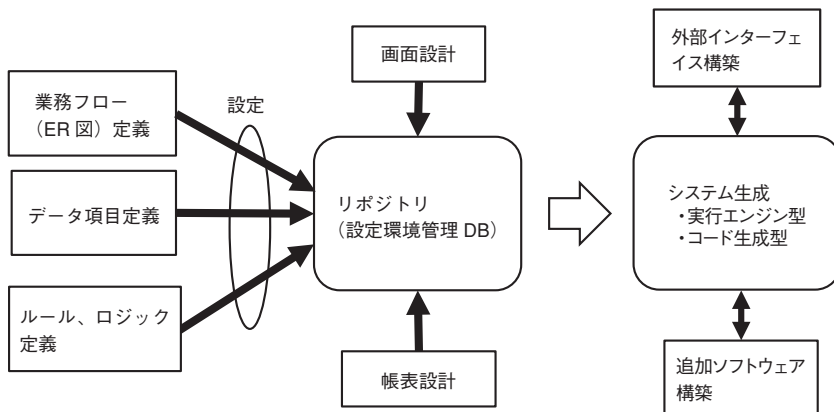 業務フロー
（ER 図）定義
データ項目定義
ルール、ロジック
定義
設定
画面設計
リポジトリ
（設定環境管理 DB）
帳表設計
外部インターフェ
イス構築
システム生成
・実行エンジン型
・コード生成型
追加ソフトウェア
構築